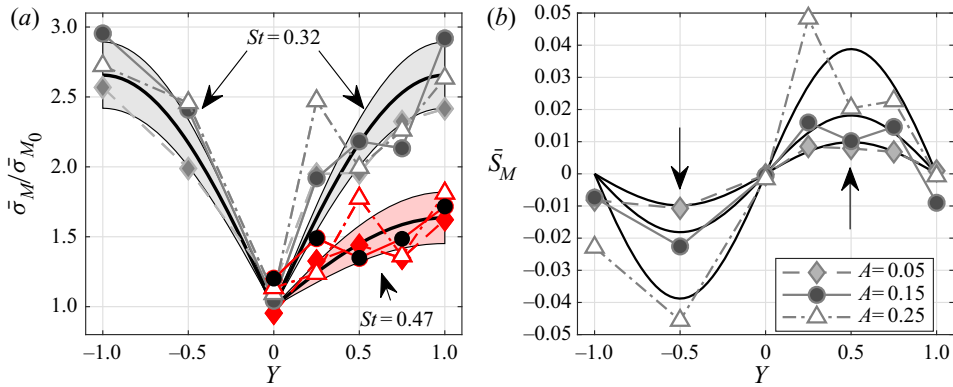 (a)
3.0
2.5
2.0
1.5
1.0
σ̄_M/σ̄_{M_0}
St = 0.32
St = 0.47
−1.0 −0.5 0 0.5 1.0
Y
(b)
0.05
0.04
0.03
0.02
0.01
0
−0.01
−0.02
−0.03
−0.04
−0.05
S̄_M
A = 0.05
A = 0.15
A = 0.25
−1.0 −0.5 0 0.5 1.0
Y